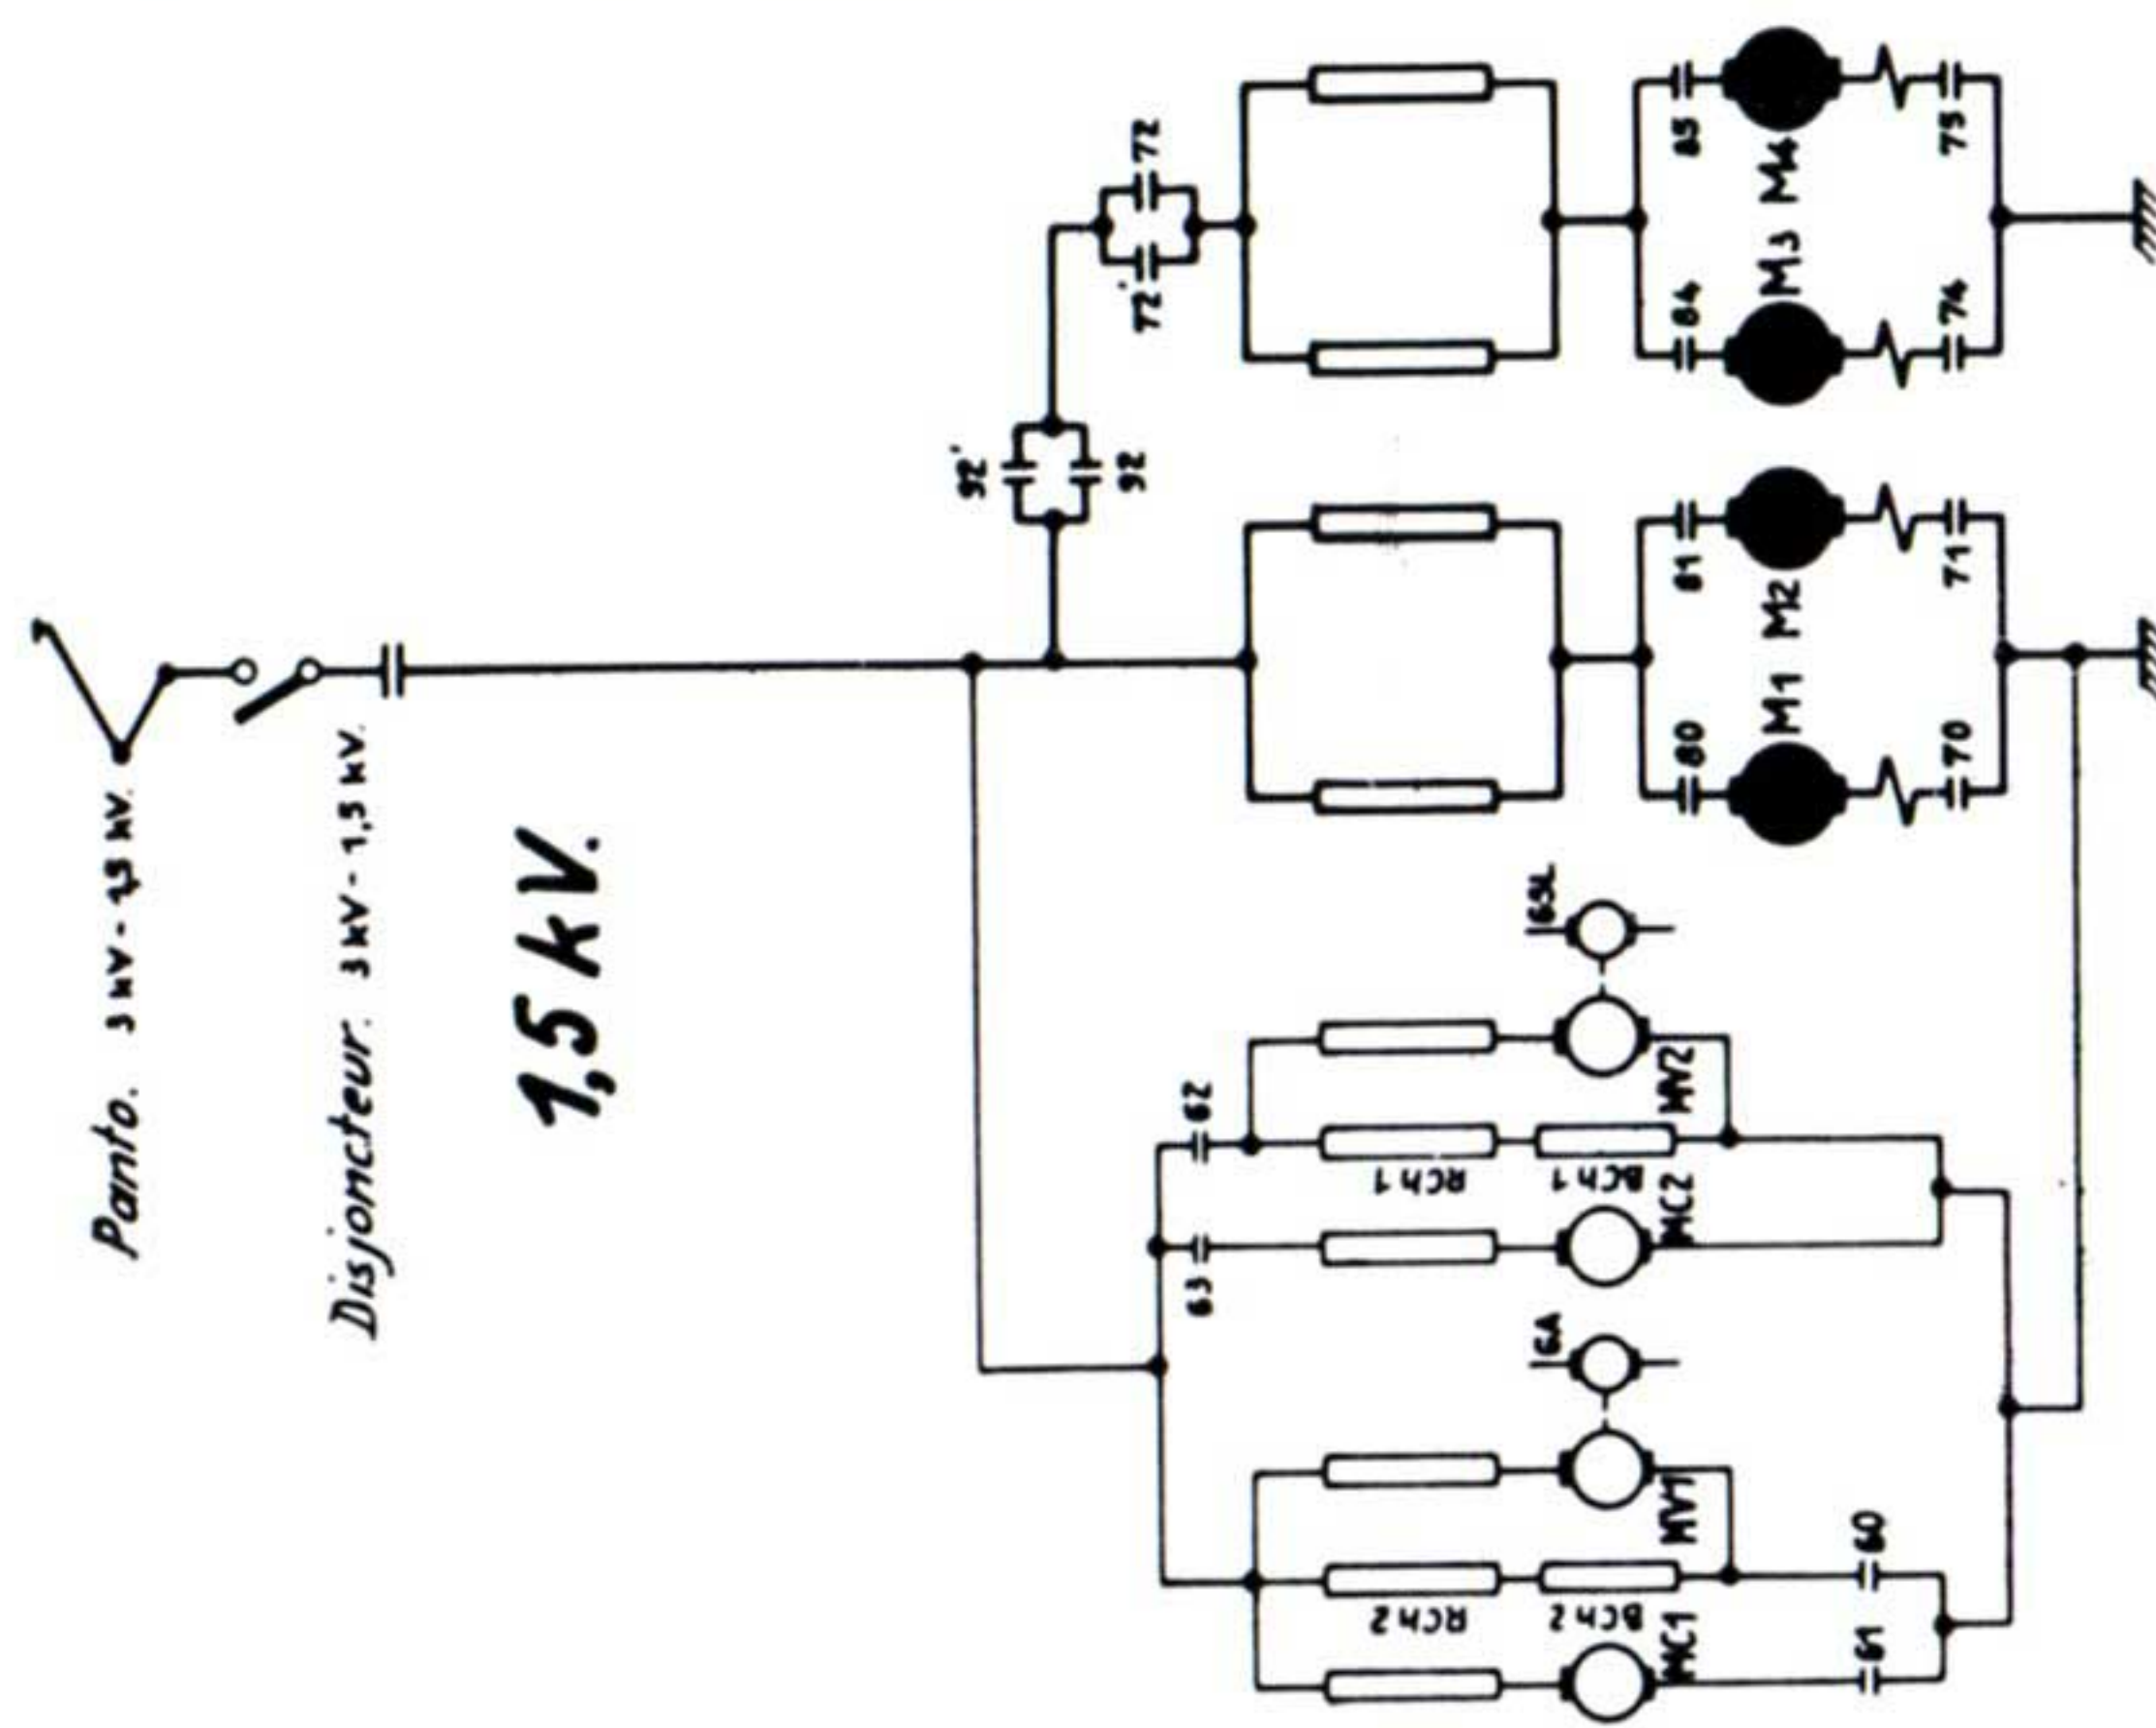 Panto. 3 kV - 1,5 kV.
Disjoncteur. 3 kV - 1,5 kV.
1,5 kV.
92'
92
72'
72
85
M4
75
84
M3
74
81
M2
71
80
M1
70
GSL
62
MV2
RCh 1
BCh 1
63
MC2
GA
MV1
60
RCh 2
BCh 2
MC1
61